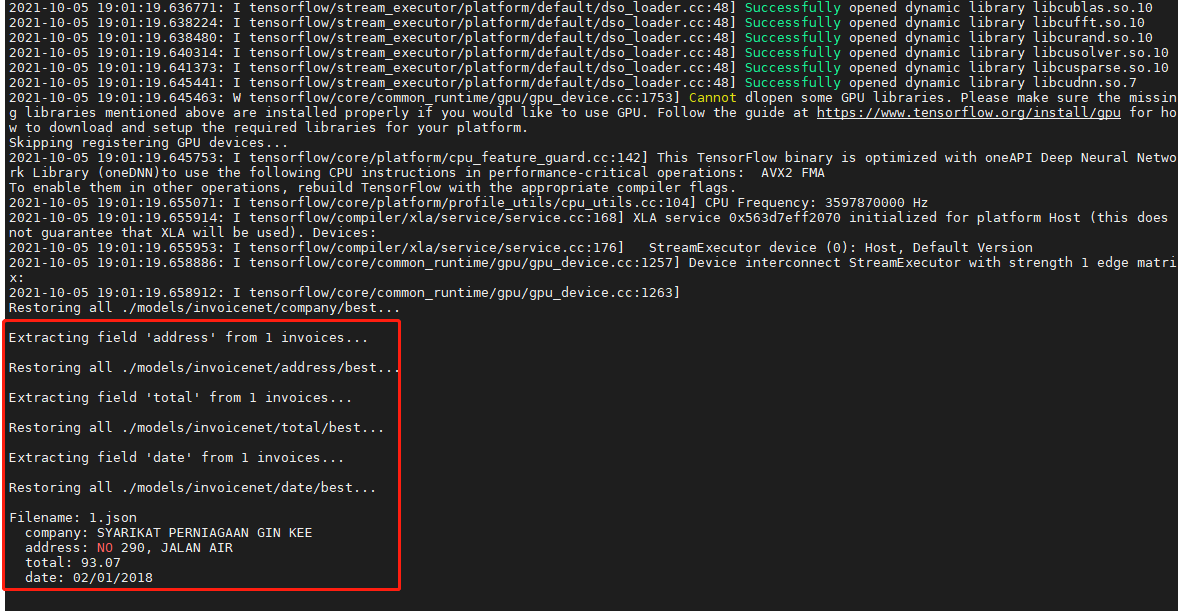 2021-10-05 19:01:19.636771: I tensorflow/stream_executor/platform/default/dso_loader.cc:48] Successfully opened dynamic library libcublas.so.10
2021-10-05 19:01:19.638224: I tensorflow/stream_executor/platform/default/dso_loader.cc:48] Successfully opened dynamic library libcufft.so.10
2021-10-05 19:01:19.638480: I tensorflow/stream_executor/platform/default/dso_loader.cc:48] Successfully opened dynamic library libcurand.so.10
2021-10-05 19:01:19.640314: I tensorflow/stream_executor/platform/default/dso_loader.cc:48] Successfully opened dynamic library libcusolver.so.10
2021-10-05 19:01:19.641373: I tensorflow/stream_executor/platform/default/dso_loader.cc:48] Successfully opened dynamic library libcusparse.so.10
2021-10-05 19:01:19.645441: I tensorflow/stream_executor/platform/default/dso_loader.cc:48] Successfully opened dynamic library libcudnn.so.7
2021-10-05 19:01:19.645463: W tensorflow/core/common_runtime/gpu/gpu_device.cc:1753] Cannot dlopen some GPU libraries. Please make sure the missin
g libraries mentioned above are installed properly if you would like to use GPU. Follow the guide at https://www.tensorflow.org/install/gpu for ho
w to download and setup the required libraries for your platform.
Skipping registering GPU devices...
2021-10-05 19:01:19.645753: I tensorflow/core/platform/cpu_feature_guard.cc:142] This TensorFlow binary is optimized with oneAPI Deep Neural Netwo
rk Library (oneDNN)to use the following CPU instructions in performance-critical operations:  AVX2 FMA
To enable them in other operations, rebuild TensorFlow with the appropriate compiler flags.
2021-10-05 19:01:19.655071: I tensorflow/core/platform/profile_utils/cpu_utils.cc:104] CPU Frequency: 3597870000 Hz
2021-10-05 19:01:19.655914: I tensorflow/compiler/xla/service/service.cc:168] XLA service 0x563d7eff2070 initialized for platform Host (this does
not guarantee that XLA will be used). Devices:
2021-10-05 19:01:19.655953: I tensorflow/compiler/xla/service/service.cc:176]   StreamExecutor device (0): Host, Default Version
2021-10-05 19:01:19.658886: I tensorflow/core/common_runtime/gpu/gpu_device.cc:1257] Device interconnect StreamExecutor with strength 1 edge matri
x:
2021-10-05 19:01:19.658912: I tensorflow/core/common_runtime/gpu/gpu_device.cc:1263]
Restoring all ./models/invoicenet/company/best...
Extracting field 'address' from 1 invoices...
Restoring all ./models/invoicenet/address/best...
Extracting field 'total' from 1 invoices...
Restoring all ./models/invoicenet/total/best...
Extracting field 'date' from 1 invoices...
Restoring all ./models/invoicenet/date/best...
Filename: 1.json
  company: SYARIKAT PERNIAGAAN GIN KEE
  address: NO 290, JALAN AIR
  total: 93.07
  date: 02/01/2018